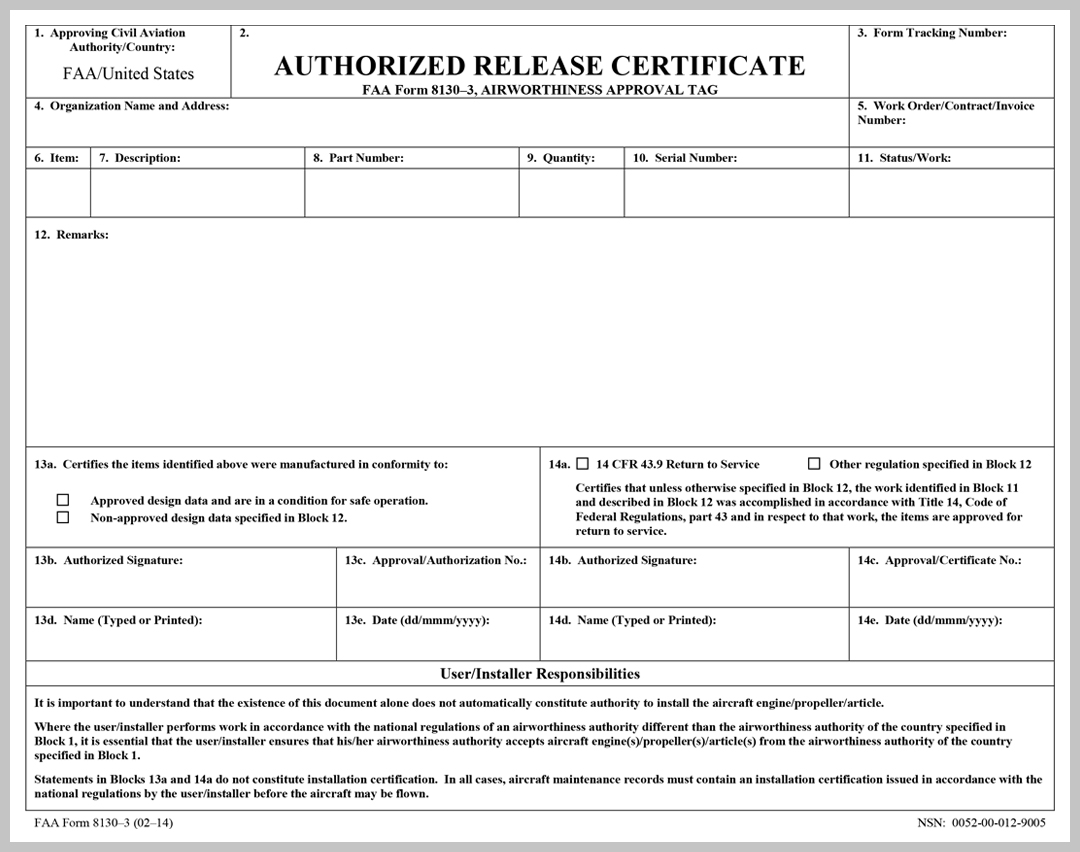 1. Approving Civil Aviation
Authority/Country:
FAA/United States
2.
AUTHORIZED RELEASE CERTIFICATE
FAA Form 8130–3, AIRWORTHINESS APPROVAL TAG
3. Form Tracking Number:
4. Organization Name and Address:
5. Work Order/Contract/Invoice
Number:
6. Item:
7. Description:
8. Part Number:
9. Quantity:
10. Serial Number:
11. Status/Work:
12. Remarks:
13a. Certifies the items identified above were manufactured in conformity to:
Approved design data and are in a condition for safe operation.
Non-approved design data specified in Block 12.
14a. 14 CFR 43.9 Return to Service
Other regulation specified in Block 12
Certifies that unless otherwise specified in Block 12, the work identified in Block 11
and described in Block 12 was accomplished in accordance with Title 14, Code of
Federal Regulations, part 43 and in respect to that work, the items are approved for
return to service.
13b. Authorized Signature:
13c. Approval/Authorization No.:
14b. Authorized Signature:
14c. Approval/Certificate No.:
13d. Name (Typed or Printed):
13e. Date (dd/mmm/yyyy):
14d. Name (Typed or Printed):
14e. Date (dd/mmm/yyyy):
User/Installer Responsibilities
It is important to understand that the existence of this document alone does not automatically constitute authority to install the aircraft engine/propeller/article.
Where the user/installer performs work in accordance with the national regulations of an airworthiness authority different than the airworthiness authority of the country specified in
Block 1, it is essential that the user/installer ensures that his/her airworthiness authority accepts aircraft engine(s)/propeller(s)/article(s) from the airworthiness authority of the country
specified in Block 1.
Statements in Blocks 13a and 14a do not constitute installation certification. In all cases, aircraft maintenance records must contain an installation certification issued in accordance with the
national regulations by the user/installer before the aircraft may be flown.
FAA Form 8130–3 (02–14)
NSN: 0052-00-012-9005